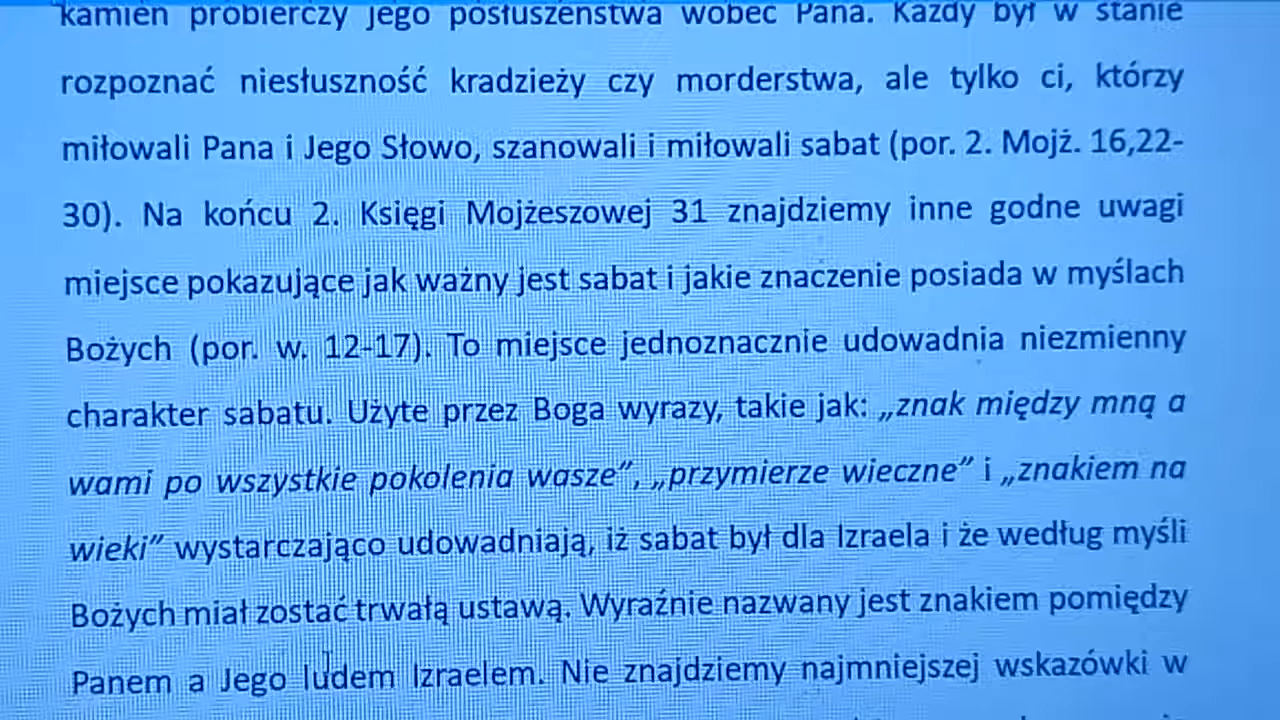 kamień probierczy jego posłuszeństwa wobec Pana. Każdy był w stanie
rozpoznać niesłuszność kradzieży czy morderstwa, ale tylko ci, którzy
miłowali Pana i Jego Słowo, szanowali i miłowali sabat (por. 2. Mojż. 16,22-
30). Na końcu 2. Księgi Mojżeszowej 31 znajdziemy inne godne uwagi
miejsce pokazujące jak ważny jest sabat i jakie znaczenie posiada w myślach
Bożych (por. w. 12-17). To miejsce jednoznacznie udowadnia niezmienny
charakter sabatu. Użyte przez Boga wyrazy, takie jak: „znak między mną a
wami po wszystkie pokolenia wasze”, „przymierze wieczne” i „znakiem na
wieki” wystarczająco udowadniają, iż sabat był dla Izraela i że według myśli
Bożych miał zostać trwałą ustawą. Wyraźnie nazwany jest znakiem pomiędzy
Panem a Jego ludem Izraelem. Nie znajdziemy najmniejszej wskazówki w